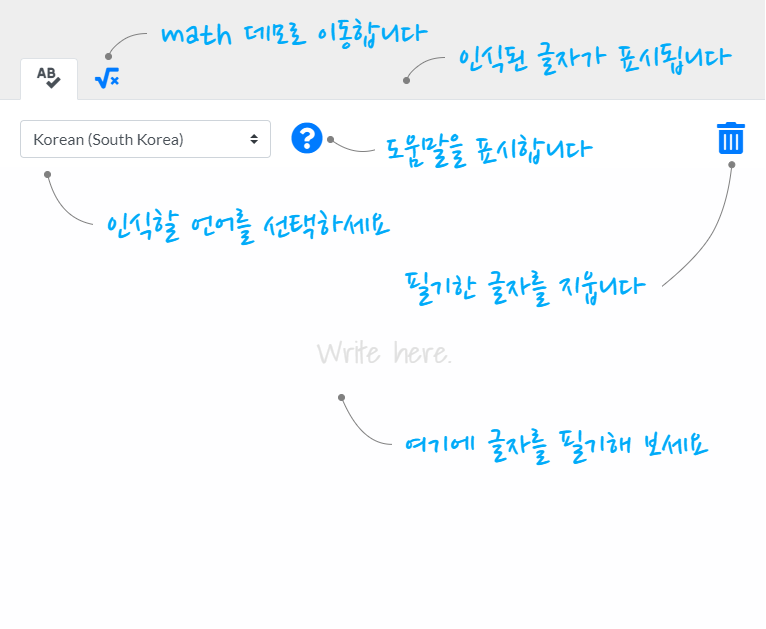 math 데모로 이동합니다
인식된 글자가 표시됩니다
AB
√x
Korean (South Korea)
?
도움말을 표시합니다
인식할 언어를 선택하세요
필기한 글자를 지웁니다
Write here.
여기에 글자를 필기해 보세요